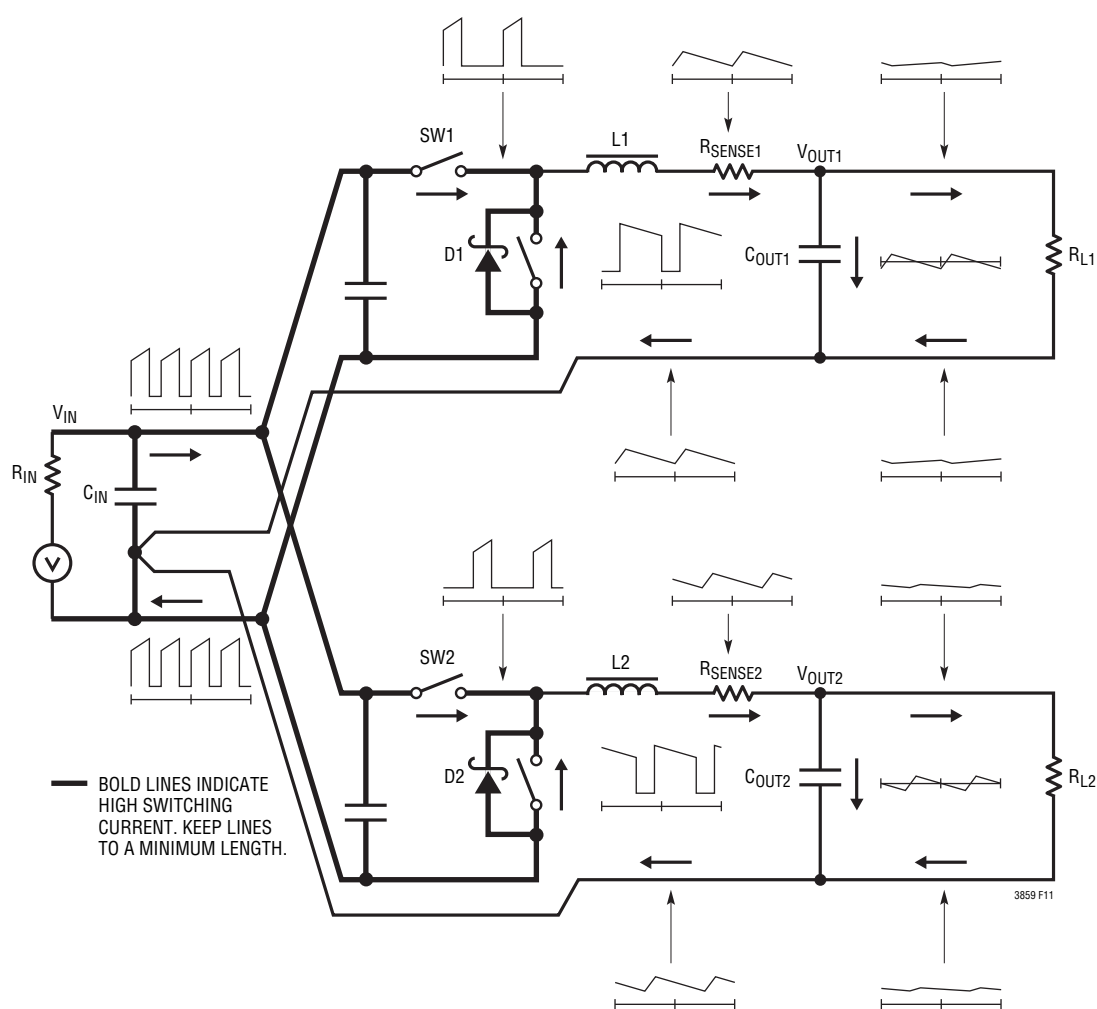 SW1
L1
RSENSE1
VOUT1
D1
COUT1
RL1
VIN
RIN
CIN
V
SW2
L2
RSENSE2
VOUT2
D2
COUT2
RL2
BOLD LINES INDICATE
HIGH SWITCHING
CURRENT. KEEP LINES
TO A MINIMUM LENGTH.
3859 F11